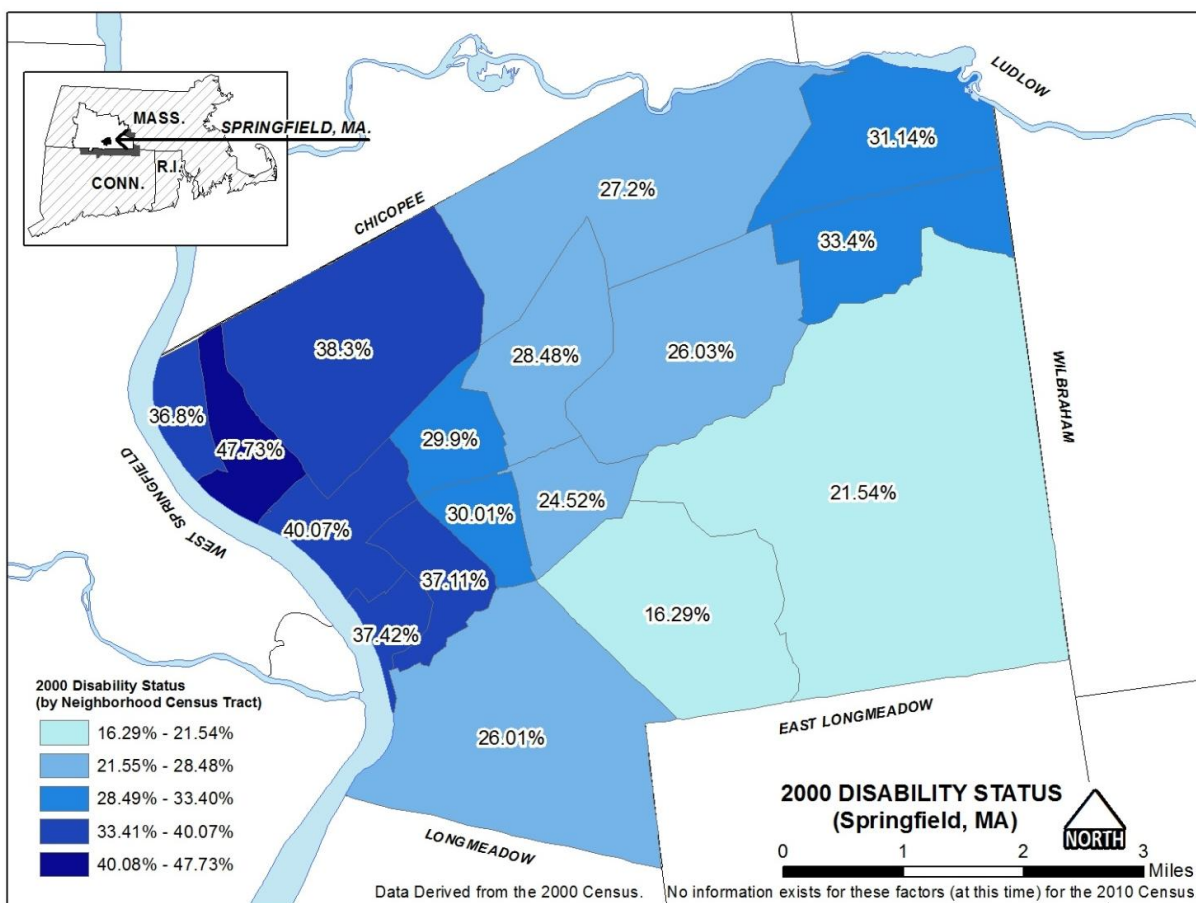 MASS.
SPRINGFIELD, MA.
R.I.
CONN.
LUDLOW
CHICOPEE
31.14%
27.2%
33.4%
38.3%
28.48%
26.03%
WILBRAHAM
36.8%
47.73%
29.9%
WEST SPRINGFIELD
21.54%
24.52%
30.01%
40.07%
37.11%
16.29%
37.42%
26.01%
EAST LONGMEADOW
LONGMEADOW
2000 Disability Status
(by Neighborhood Census Tract)
16.29% - 21.54%
21.55% - 28.48%
28.49% - 33.40%
33.41% - 40.07%
40.08% - 47.73%
2000 DISABILITY STATUS
(Springfield, MA)
NORTH
0 1 2 3
Miles
Data Derived from the 2000 Census. No information exists for these factors (at this time) for the 2010 Census